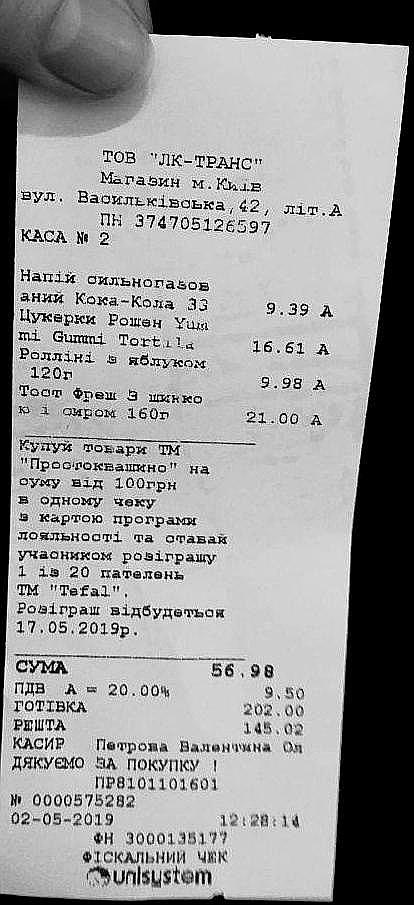 ТОВ "ЛК-ТРАНС"
Магазин м.Київ
вул. Васильківська,42, літ.А
ПН 374705126597
КАСА № 2
Напій сильногазов
аний Кока-Кола 33 9.39 А
Цукерки Рошен Yum
mi Gummi Tortila 16.61 А
Ролліні з яблуком
120г 9.98 А
Тост Фреш З шинко
ю і сиром 160г 21.00 А
Купуй товари ТМ
"Простоквашино" на
суму від 100грн
в одному чеку
з картою програми
лояльності та ставай
учасником розіграшу
1 із 20 пателень
ТМ "Tefal".
Розіграш відбудеться
17.05.2019р.
СУМА 56.98
ПДВ А = 20.00% 9.50
ГОТІВКА 202.00
РЕШТА 145.02
КАСИР Петрова Валентина Ол
ДЯКУЄМО ЗА ПОКУПКУ !
ПР8101101601
№ 0000575282
02-05-2019 12:28:14
ФН 3000135177
ФІСКАЛЬНИЙ ЧЕК
unisystem